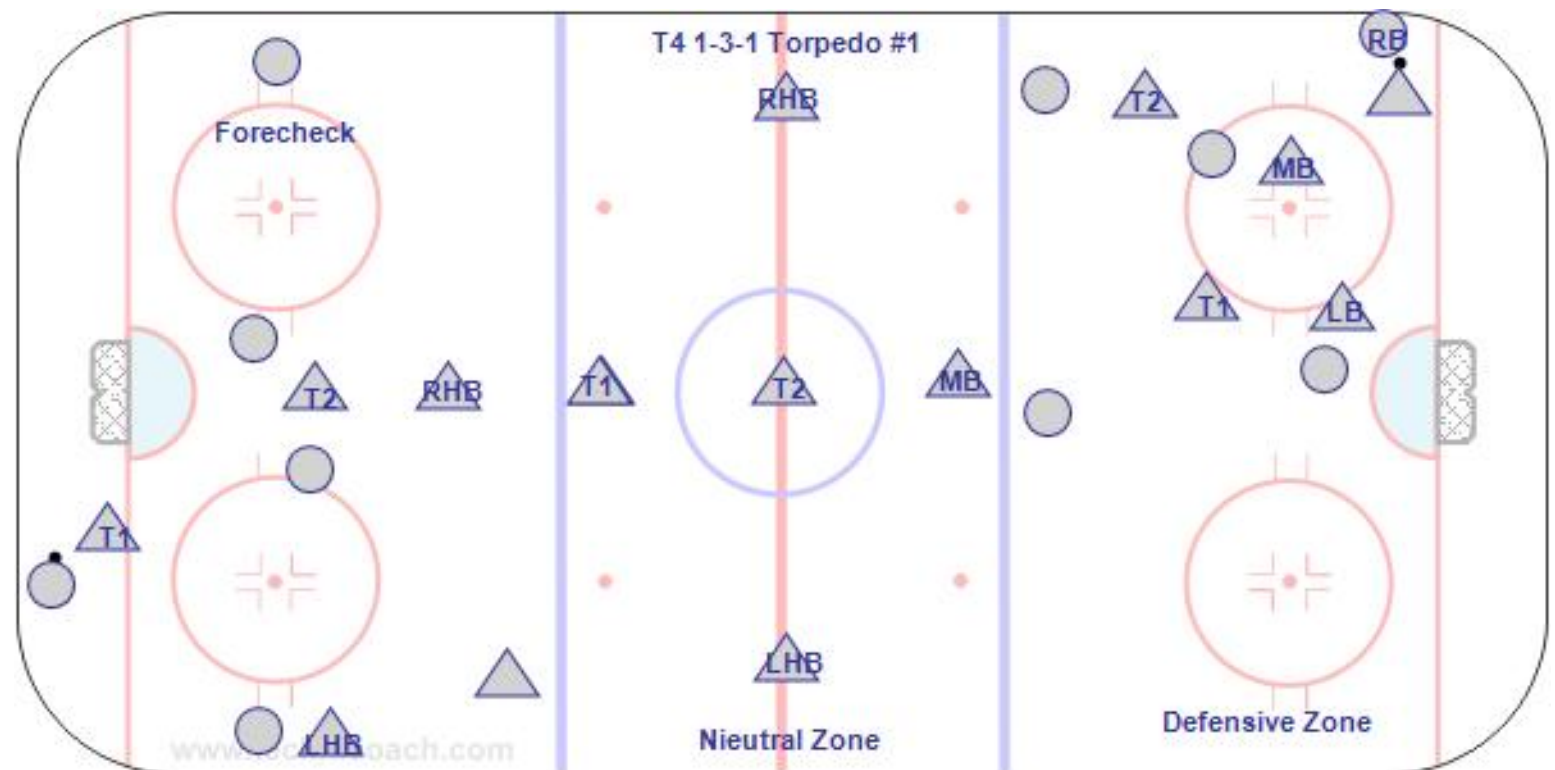 T4 1-3-1 Torpedo #1
RB
RHB
T2
Forecheck
MB
T1
LB
T2
RHB
T1
T2
MB
T1
LHB
Defensive Zone
LHB
Nieutral Zone